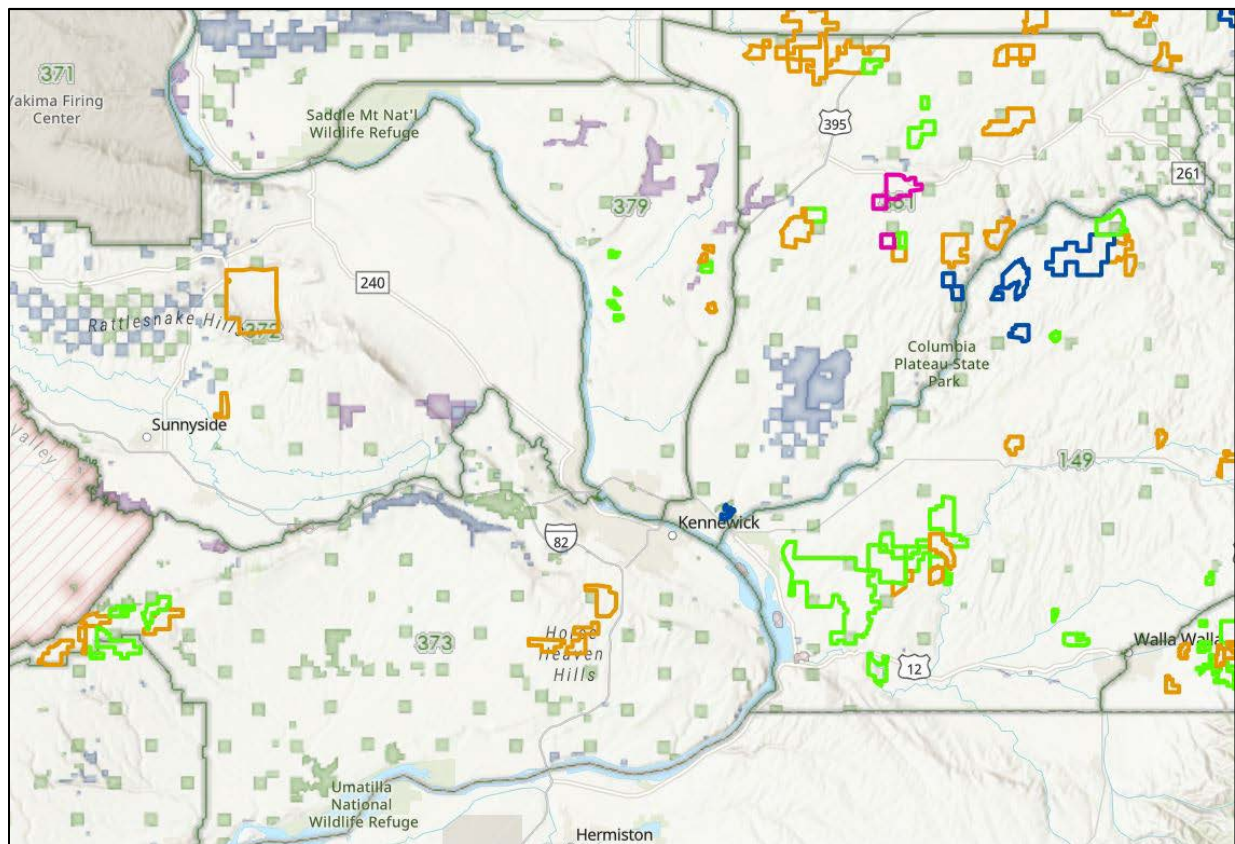 371
Yakima Firing
Center
Saddle Mt Nat'l
Wildlife Refuge
395
261
379
240
Rattlesnake Hills
372
Columbia
Plateau State
Park
Sunnyside
Valley
149
Kennewick
82
373
Horse
Heaven
Hills
Walla Walla
12
Umatilla
National
Wildlife Refuge
Hermiston